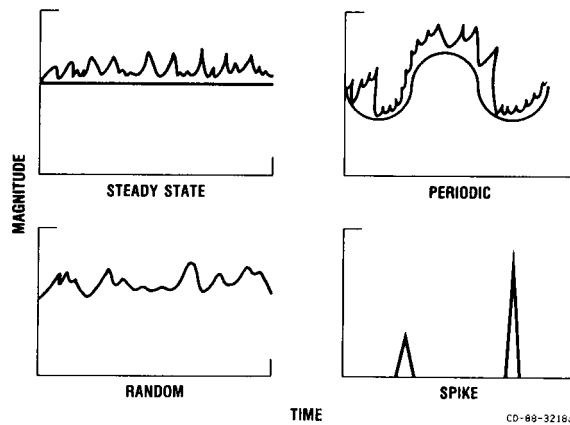 STEADY STATE
PERIODIC
MAGNITUDE
RANDOM
SPIKE
TIME